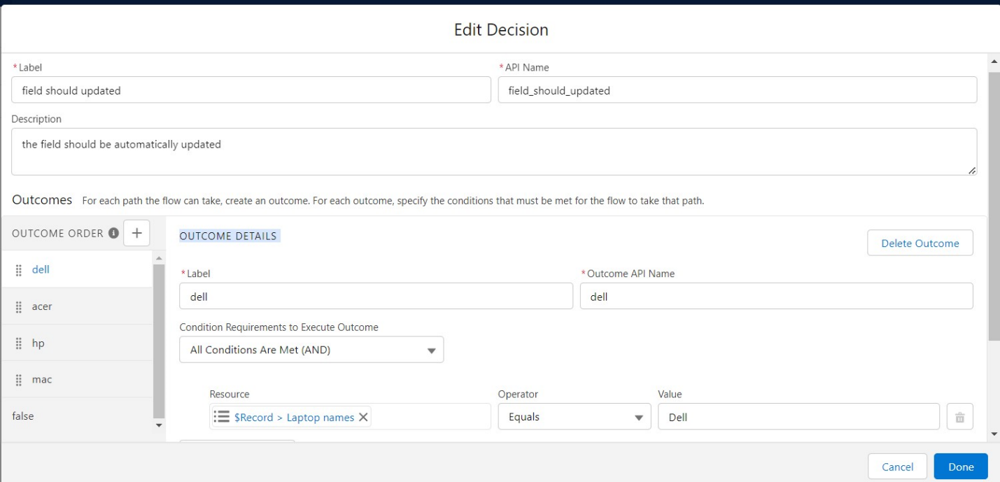 Edit Decision
*Label
*API Name
field should updated
field_should_updated
Description
the field should be automatically updated
Outcomes For each path the flow can take, create an outcome. For each outcome, specify the conditions that must be met for the flow to take that path.
OUTCOME ORDER
OUTCOME DETAILS
Delete Outcome
dell
acer
hp
mac
false
*Label
*Outcome API Name
dell
dell
Condition Requirements to Execute Outcome
All Conditions Are Met (AND)
Resource
Operator
Value
$Record > Laptop names
Equals
Dell
Cancel
Done